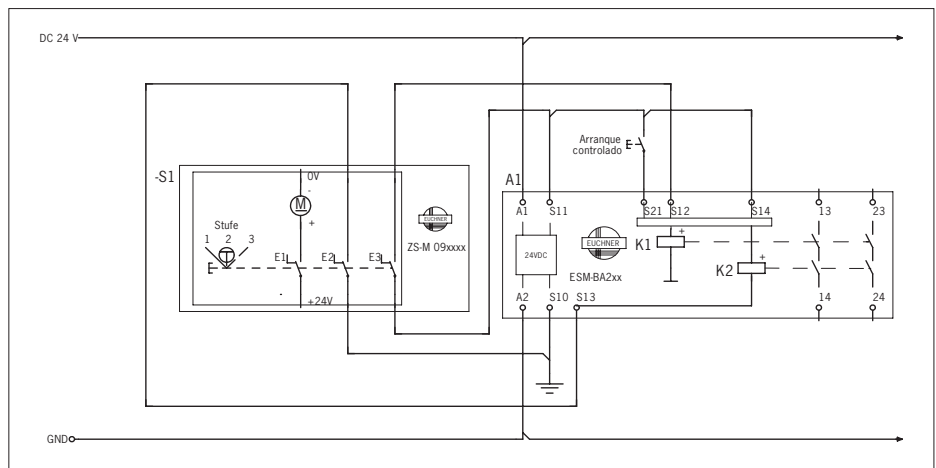 DC 24 V
Arranque
controlado
-S1
0V
-
M
+
Stufe
1 2 3
E1
E2
E3
+24V
EUCHNER
ZS-M 09xxxx
A1
A1
S11
S21
S12
S14
13
23
24VDC
EUCHNER
ESM-BA2xx
K1
+
K2
+
A2
S10
S13
14
24
GND